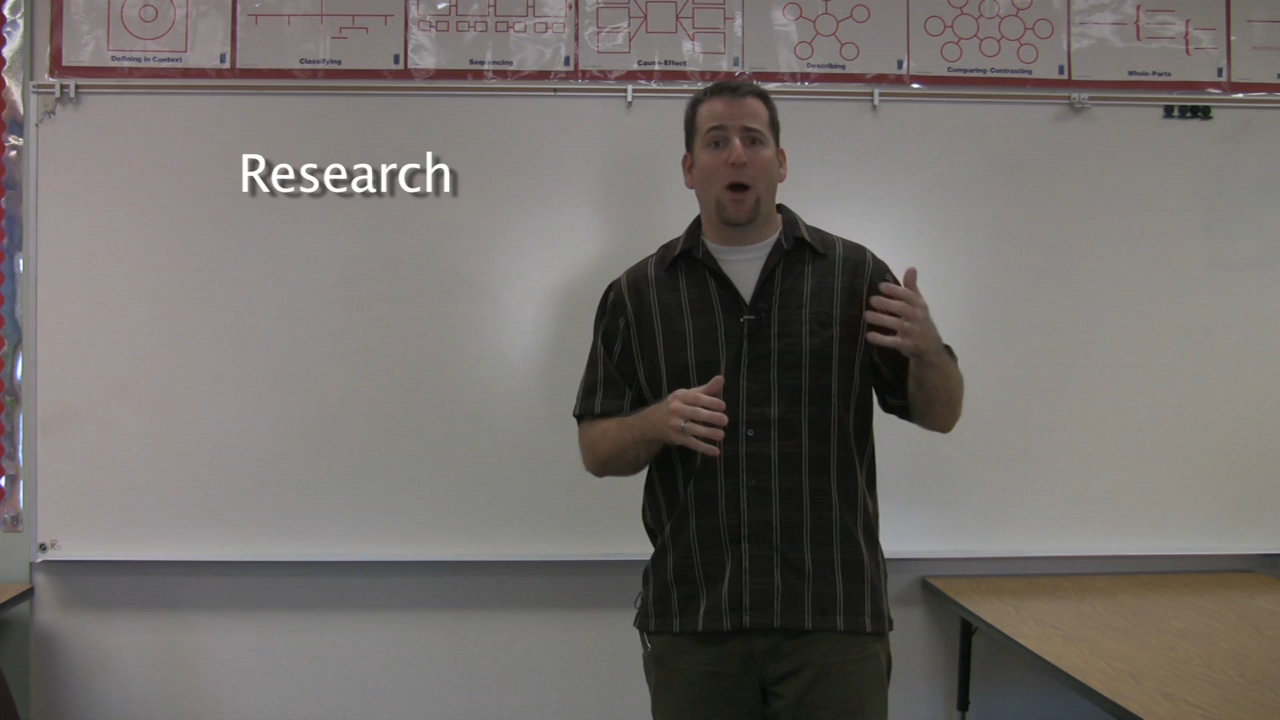 Defining in Context
Classifying
Sequencing
Cause-Effect
Describing
Comparing-Contrasting
Whole-Parts
Research